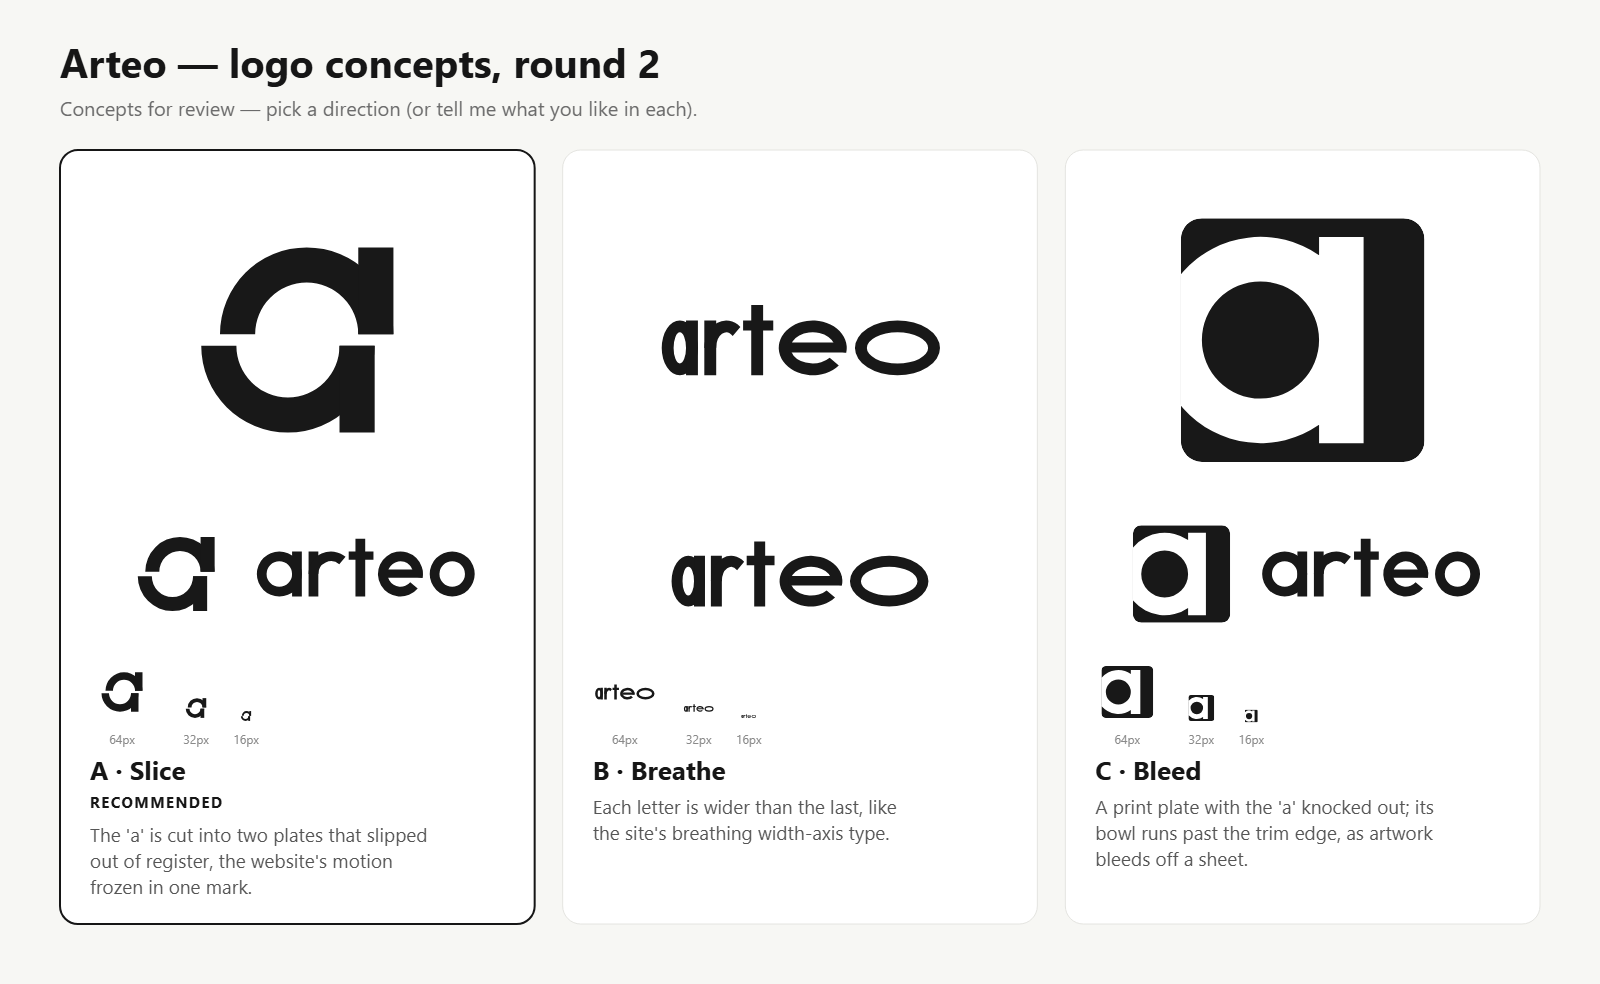 Arteo — logo concepts, round 2
Concepts for review — pick a direction (or tell me what you like in each).
a
a arteo
a
a
a
64px
32px
16px
A · Slice
RECOMMENDED
The 'a' is cut into two plates that slipped
out of register, the website's motion
frozen in one mark.
arteo
arteo
arteo
arteo
arteo
64px
32px
16px
B · Breathe
Each letter is wider than the last, like
the site's breathing width-axis type.
a
a arteo
a
a
a
64px
32px
16px
C · Bleed
A print plate with the 'a' knocked out; its
bowl runs past the trim edge, as artwork
bleeds off a sheet.